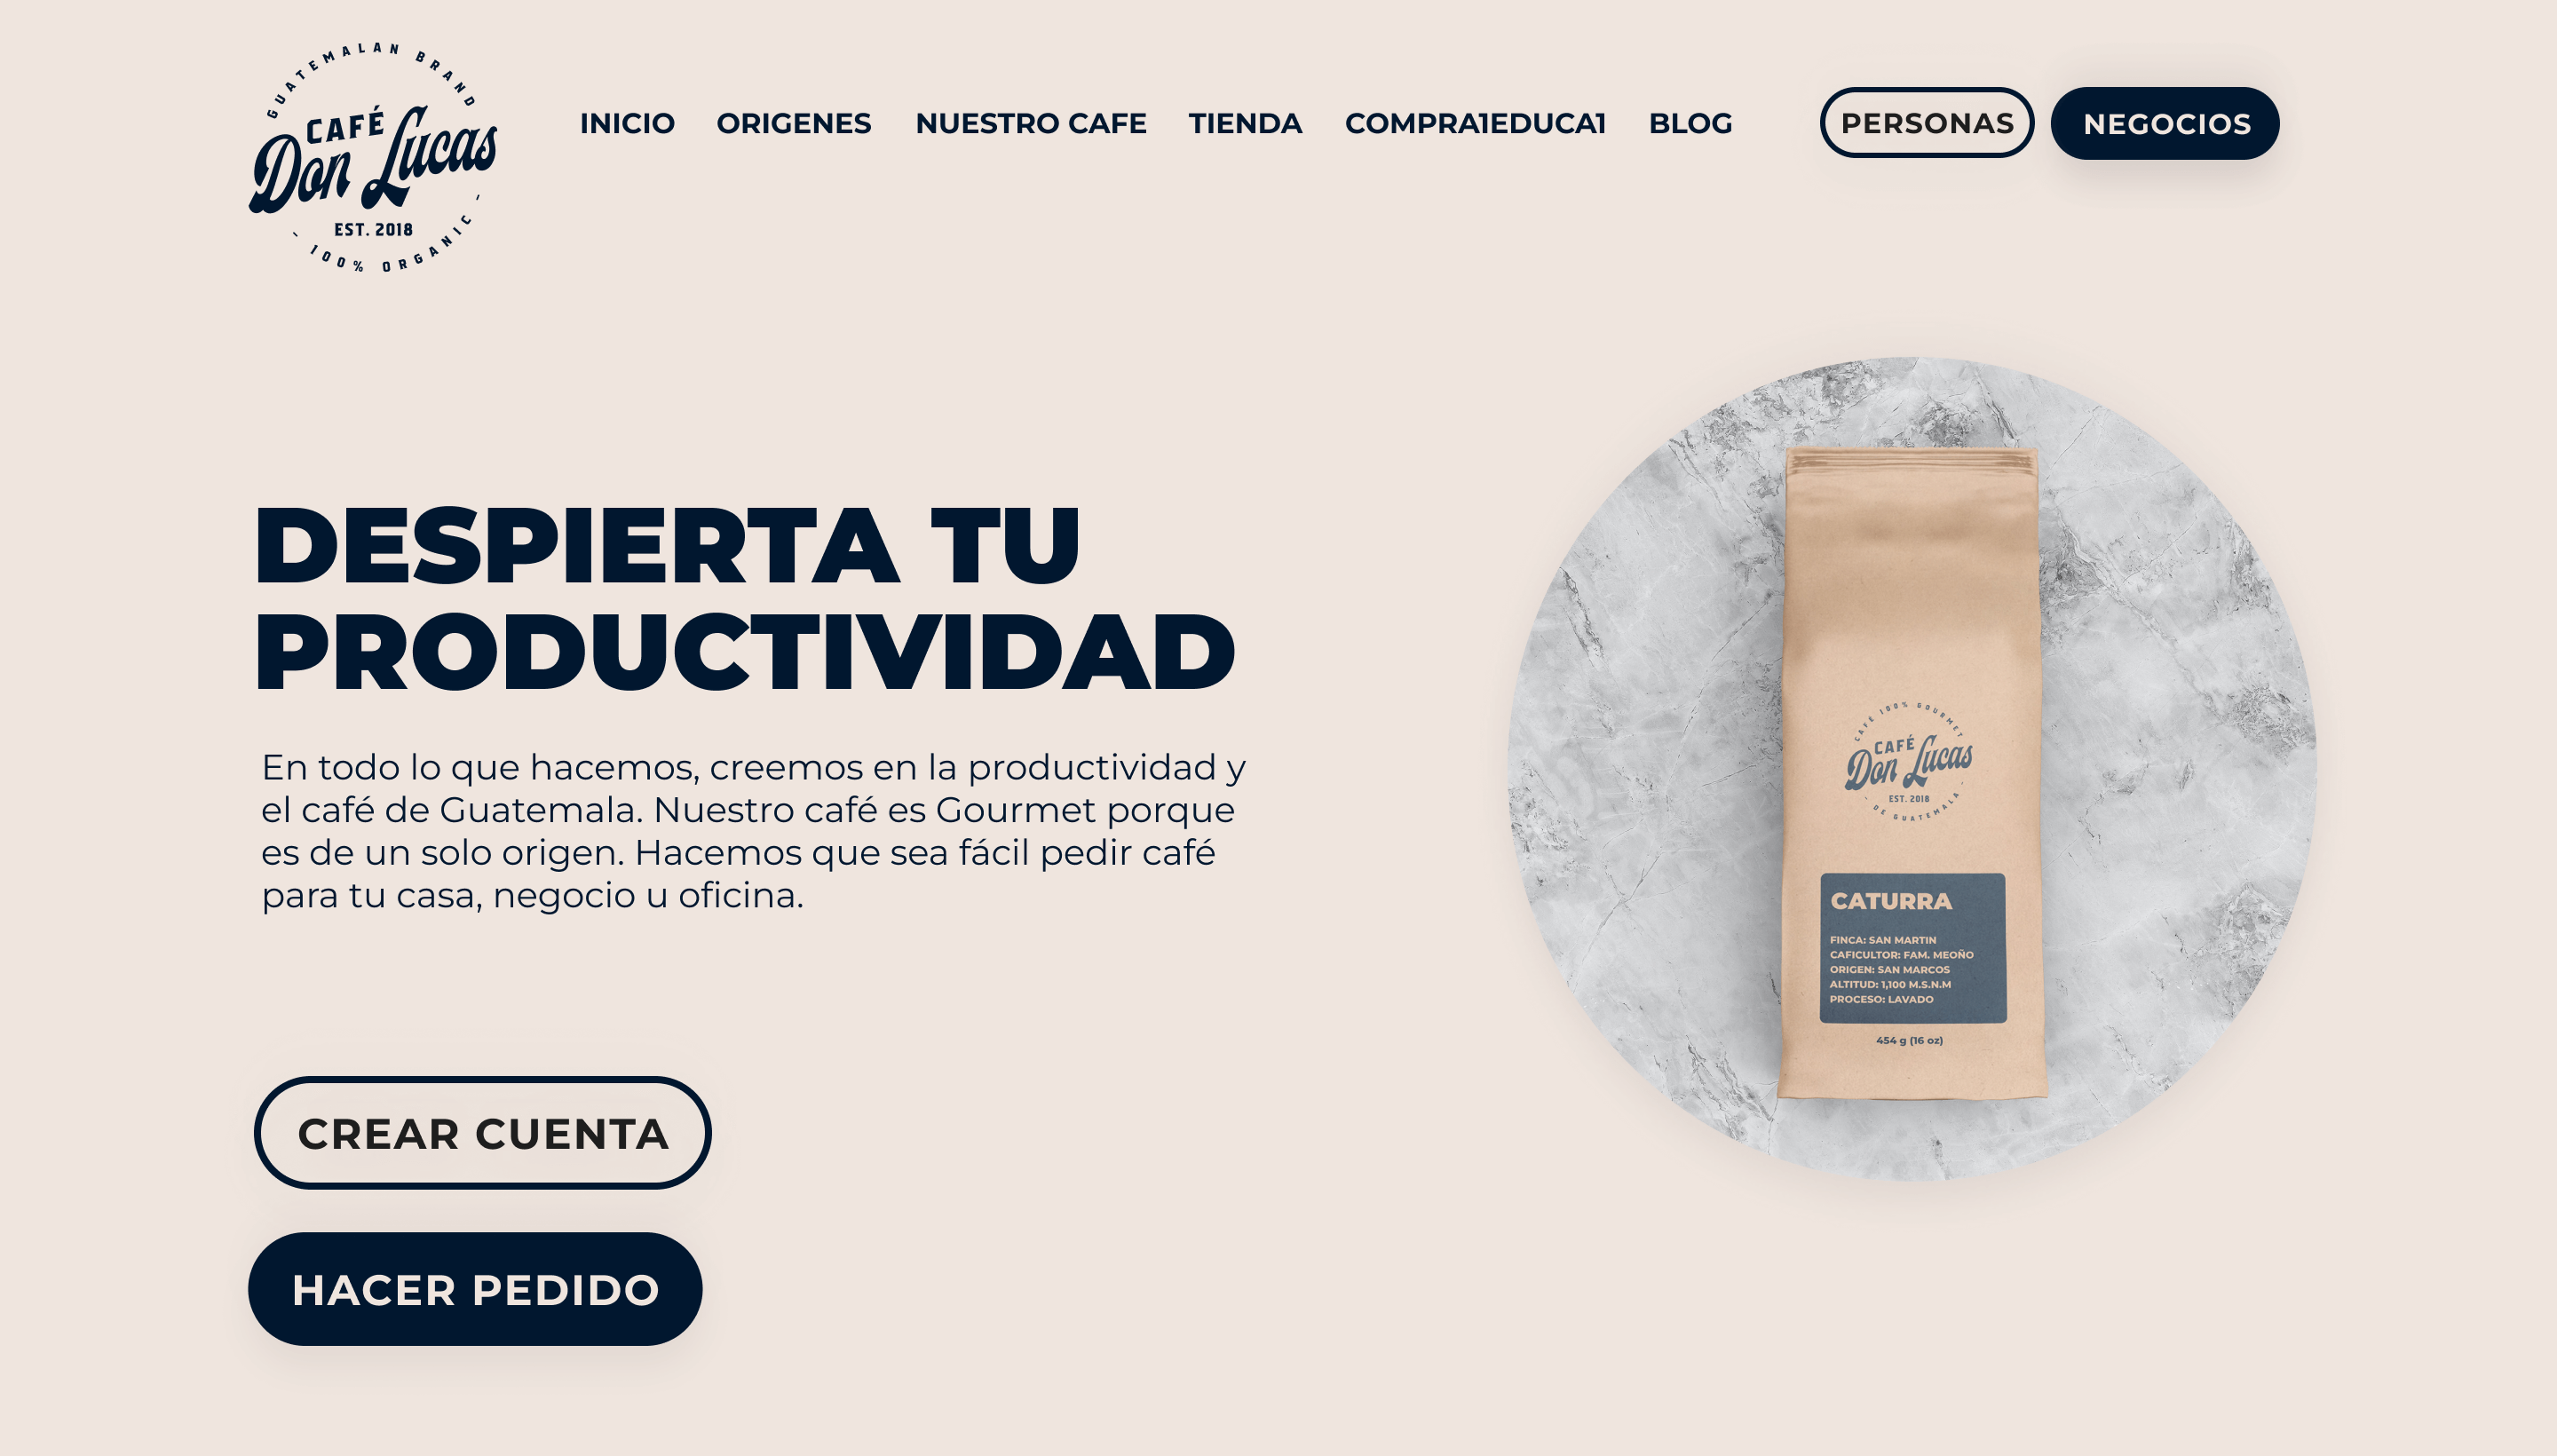 GUATEMALAN BRAND
CAFÉ
Don Lucas
EST. 2018
- 100% ORGANIC -
INICIO ORIGENES NUESTRO CAFE TIENDA COMPRA1EDUCA1 BLOG PERSONAS NEGOCIOS
DESPIERTA TU
PRODUCTIVIDAD
En todo lo que hacemos, creemos en la productividad y
el café de Guatemala. Nuestro café es Gourmet porque
es de un solo origen. Hacemos que sea fácil pedir café
para tu casa, negocio u oficina.
CREAR CUENTA
HACER PEDIDO
CAFÉ 100% GOURMET
CAFÉ
Don Lucas
EST. 2018
- DE GUATEMALA -
CATURRA
FINCA: SAN MARTIN
CAFICULTOR: FAM. MEOÑO
ORIGEN: SAN MARCOS
ALTITUD: 1,100 M.S.N.M
PROCESO: LAVADO
454 g (16 oz)